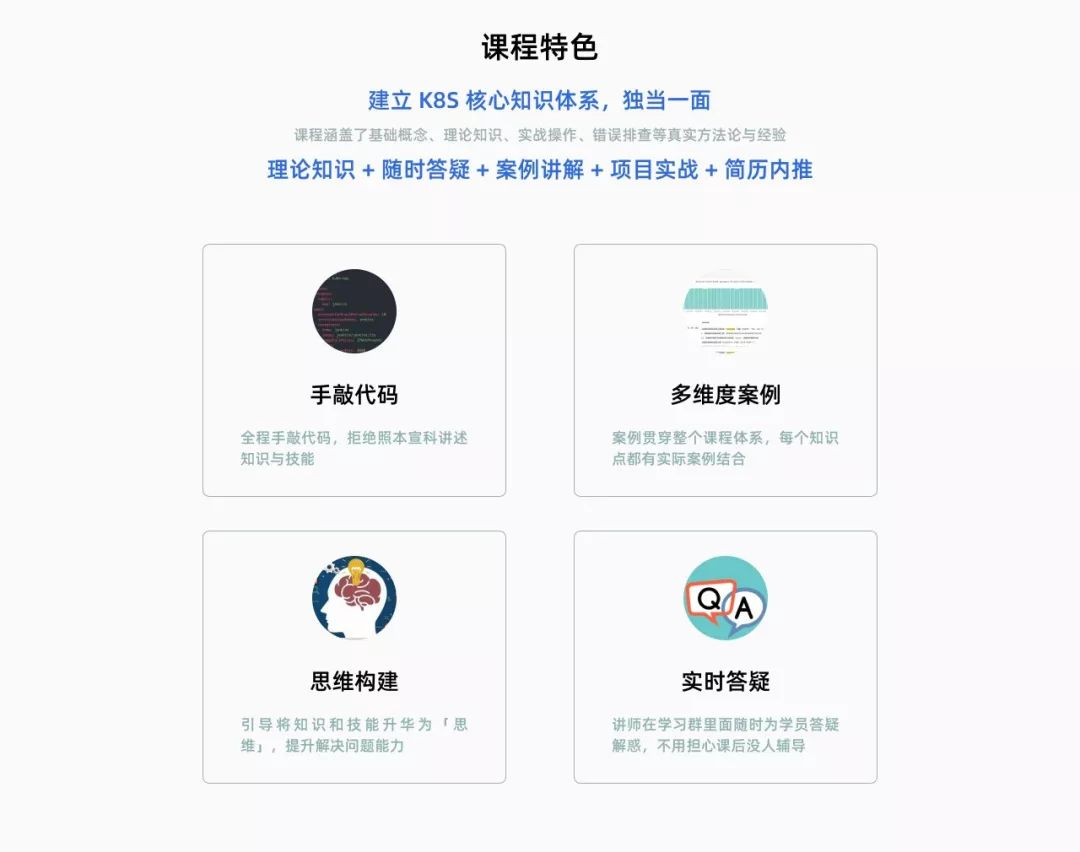 课程特色
建立 K8S 核心知识体系，独当一面
课程涵盖了基础概念、理论知识、实战操作、错误排查等真实方法论与经验
理论知识 + 随时答疑 + 案例讲解 + 项目实战 + 简历内推
手敲代码
全程手敲代码，拒绝照本宣科讲述
知识与技能
多维度案例
案例贯穿整个课程体系，每个知识
点都有实际案例结合
思维构建
引导将知识和技能升华为「思
维」，提升解决问题能力
Q A
实时答疑
讲师在学习群里面随时为学员答疑
解惑，不用担心课后没人辅导